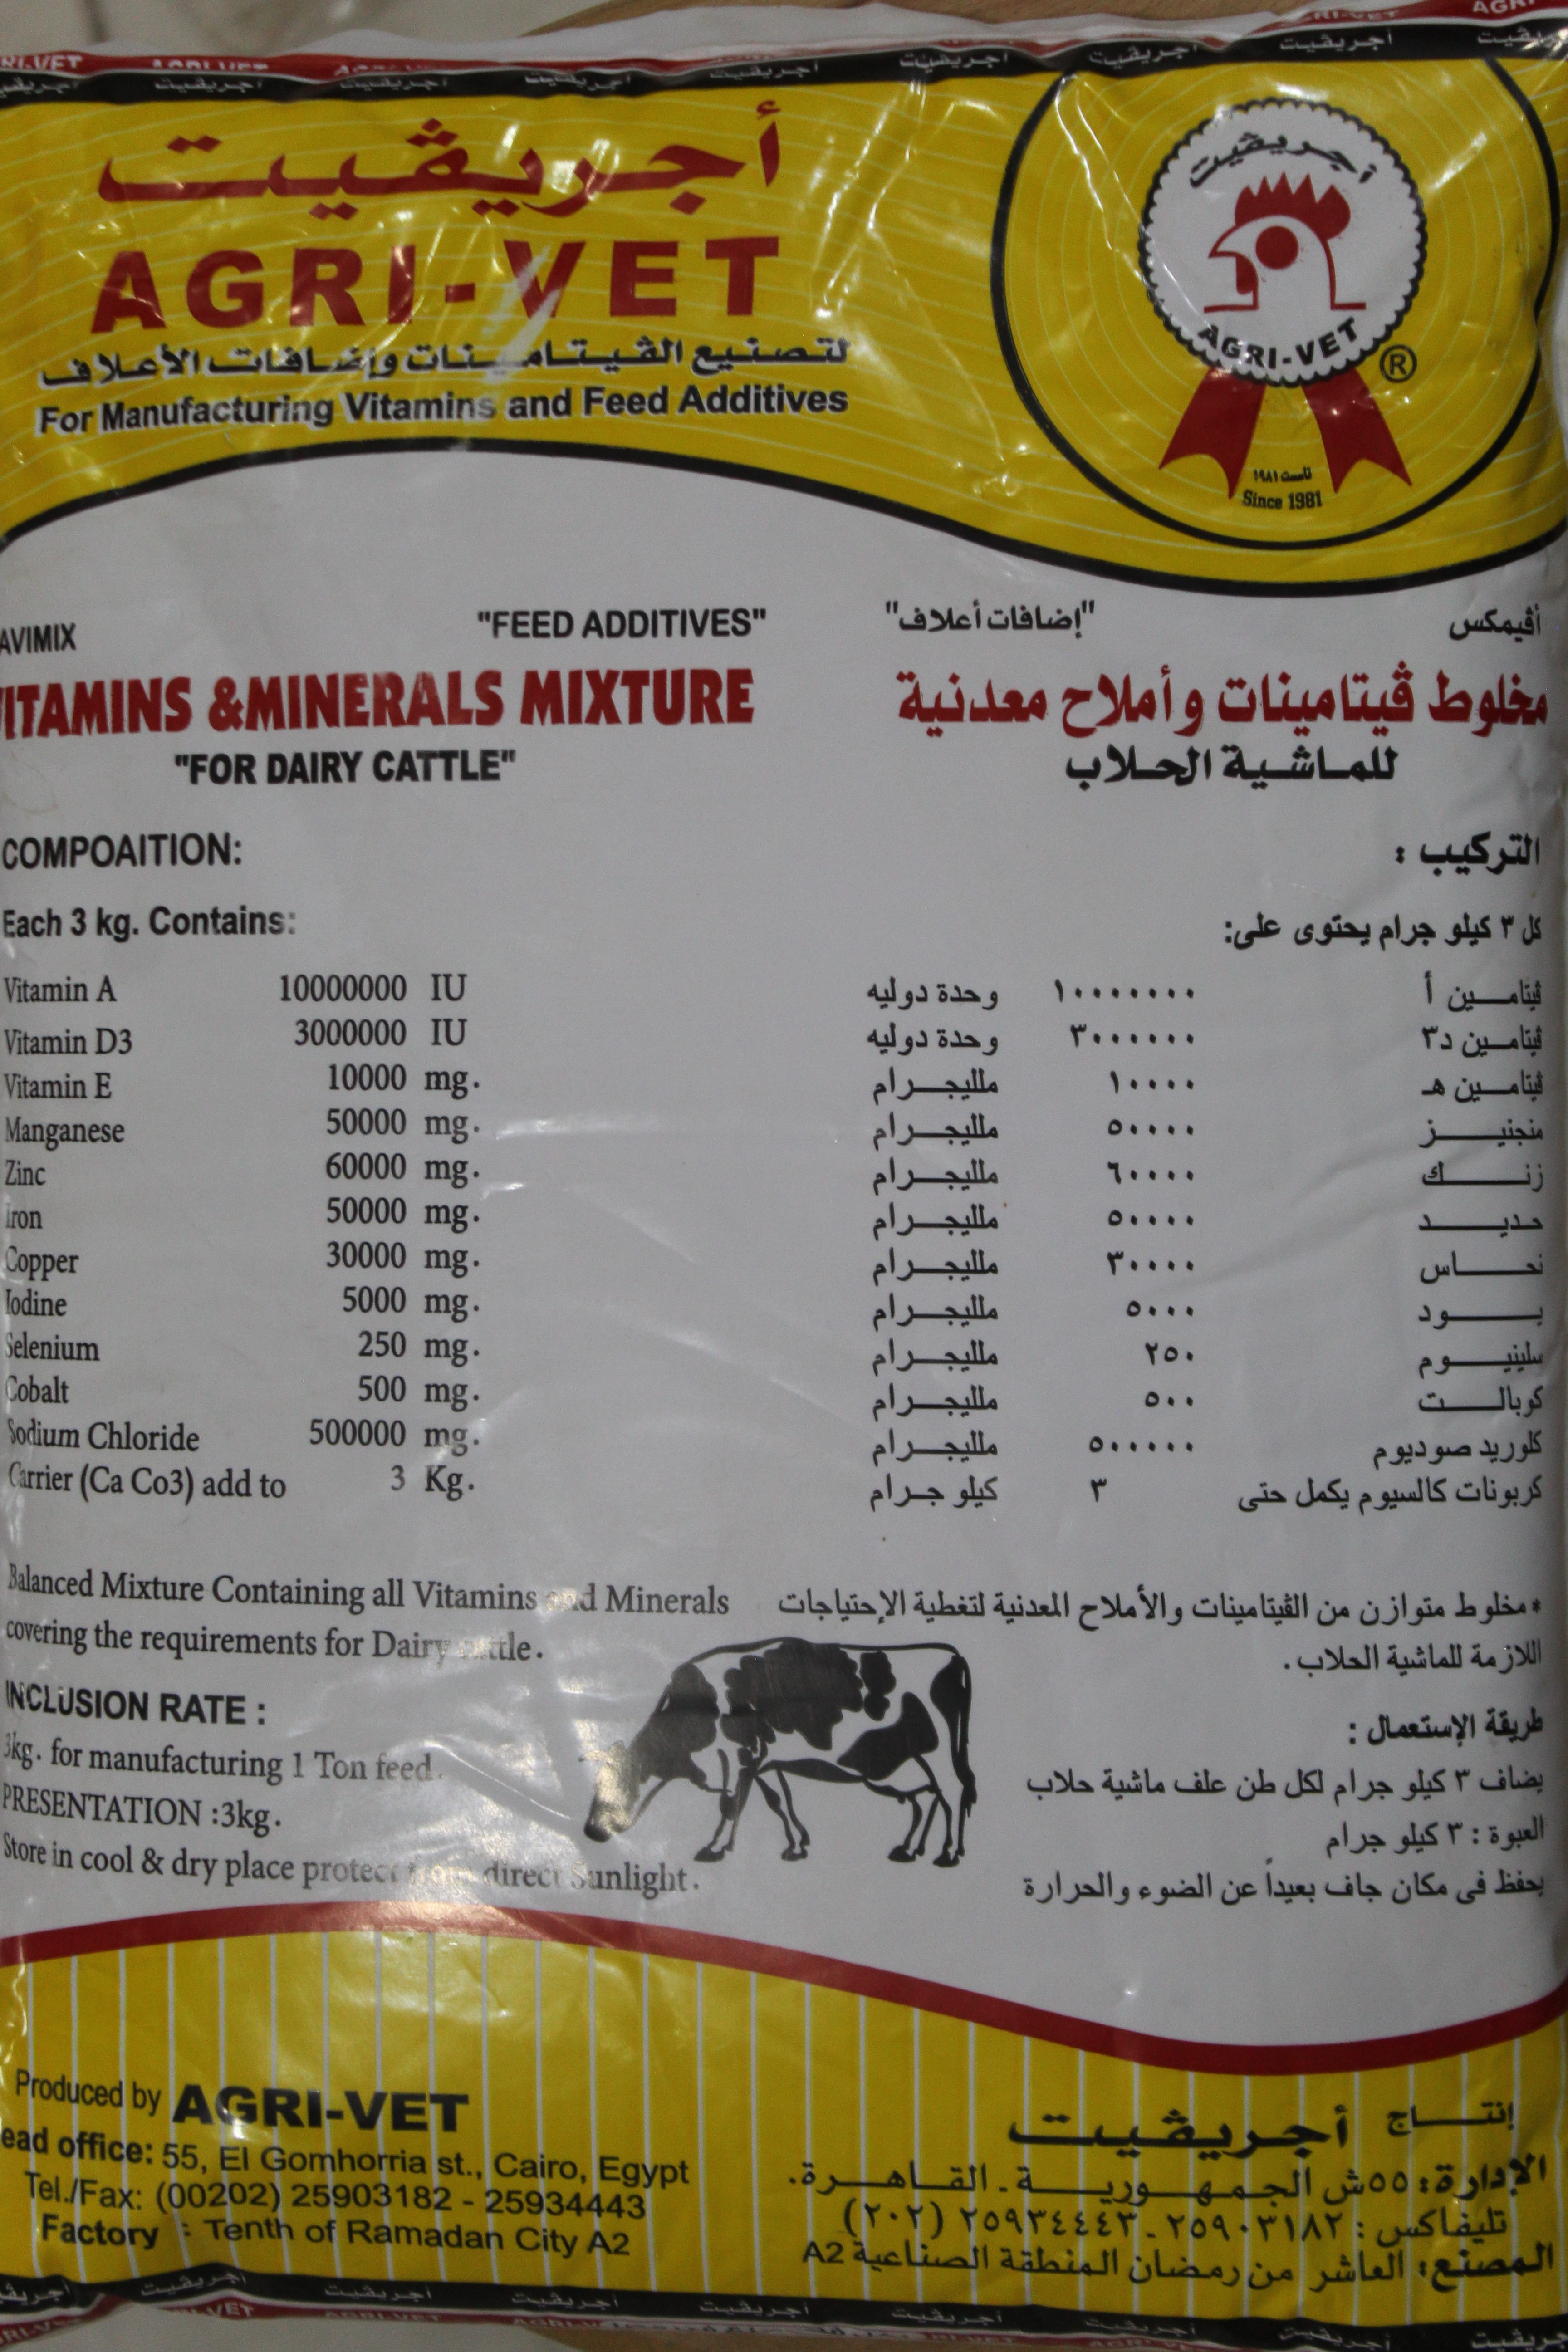 أجريڤيت
AGRI-VET
لتصنيع الڤيتامينات وإضافات الأعلاف
For Manufacturing Vitamins and Feed Additives
أجريڤيت
AGRI-VET
®
تأسست ١٩٨١
Since 1981
AVIMIX "FEED ADDITIVES"
VITAMINS &MINERALS MIXTURE
"FOR DAIRY CATTLE"
COMPOAITION:
Each 3 kg. Contains:
Vitamin A 10000000 IU
Vitamin D3 3000000 IU
Vitamin E 10000 mg.
Manganese 50000 mg.
Zinc 60000 mg.
Iron 50000 mg.
Copper 30000 mg.
Iodine 5000 mg.
Selenium 250 mg.
Cobalt 500 mg.
Sodium Chloride 500000 mg.
Carrier (Ca Co3) add to 3 Kg.
Balanced Mixture Containing all Vitamins and Minerals
covering the requirements for Dairy cattle.
INCLUSION RATE :
3kg. for manufacturing 1 Ton feed.
PRESENTATION :3kg.
Store in cool & dry place protect from direct Sunlight.
أڤيمكس "إضافات أعلاف"
مخلوط ڤيتامينات وأملاح معدنية
للماشية الحلاب
التركيب :
كل ٣ كيلو جرام يحتوى على:
ڤيتامين أ ١٠٠٠٠٠٠٠ وحدة دوليه
ڤيتامين د٣ ٣٠٠٠٠٠٠ وحدة دوليه
ڤيتامين هـ ١٠٠٠٠ ملليجرام
منجنيز ٥٠٠٠٠ ملليجرام
زنك ٦٠٠٠٠ ملليجرام
حديد ٥٠٠٠٠ ملليجرام
نحاس ٣٠٠٠٠ ملليجرام
يود ٥٠٠٠ ملليجرام
سلينيوم ٢٥٠ ملليجرام
كوبالت ٥٠٠ ملليجرام
كلوريد صوديوم ٥٠٠٠٠٠ ملليجرام
كربونات كالسيوم يكمل حتى ٣ كيلو جرام
*مخلوط متوازن من الڤيتامينات والأملاح المعدنية لتغطية الإحتياجات
اللازمة للماشية الحلاب .
طريقة الإستعمال :
يضاف ٣ كيلو جرام لكل طن علف ماشية حلاب
العبوة : ٣ كيلو جرام
يحفظ فى مكان جاف بعيداً عن الضوء والحرارة
Produced by AGRI-VET
ead office: 55, El Gomhorria st., Cairo, Egypt
Tel./Fax: (00202) 25903182 - 25934443
Factory : Tenth of Ramadan City A2
إنتاج أجريڤيت
الإدارة: ٥٥ش الجمهورية - القاهرة.
تليفاكس : ٢٥٩٠٣١٨٢ - ٢٥٩٣٤٤٤٣ (٢٠٢)
المصنع: العاشر من رمضان المنطقة الصناعية A2